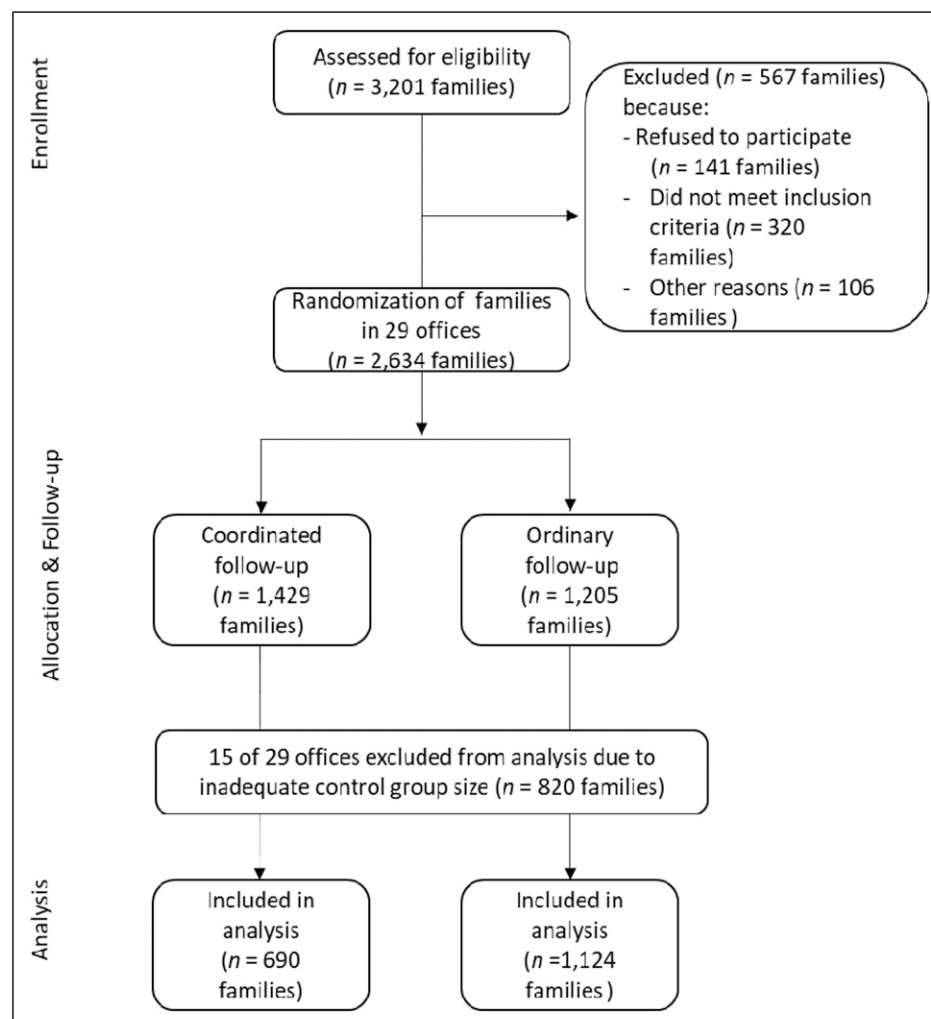 Enrollment
Assessed for eligibility
(n = 3,201 families)
Excluded (n = 567 families)
because:
- Refused to participate
(n = 141 families)
- Did not meet inclusion
criteria (n = 320
families)
- Other reasons (n = 106
families )
Randomization of families
in 29 offices
(n = 2,634 families)
Allocation & Follow-up
Coordinated
follow-up
(n = 1,429
families)
Ordinary
follow-up
(n = 1,205
families)
15 of 29 offices excluded from analysis due to
inadequate control group size (n = 820 families)
Analysis
Included in
analysis
(n = 690
families)
Included in
analysis
(n =1,124
families )